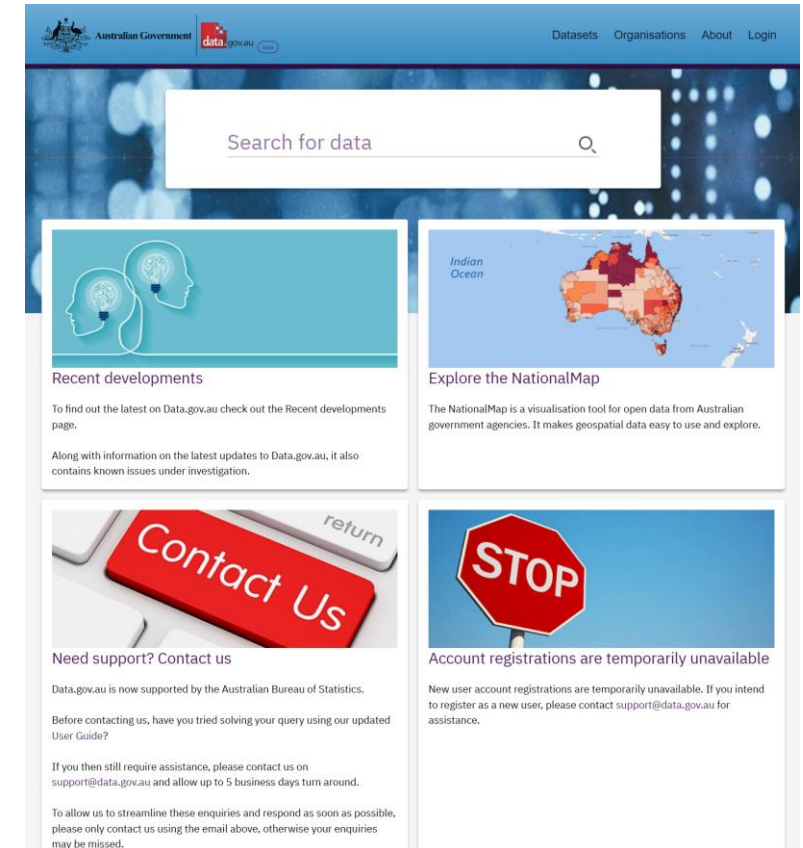 Australian Government
data.gov.au
Datasets Organisations About Login
Search for data
Indian
Ocean
Recent developments
To find out the latest on Data.gov.au check out the Recent developments
page.
Along with information on the latest updates to Data.gov.au, it also
contains known issues under investigation.
Explore the NationalMap
The NationalMap is a visualisation tool for open data from Australian
government agencies. It makes geospatial data easy to use and explore.
return
Contact Us
Need support? Contact us
Data.gov.au is now supported by the Australian Bureau of Statistics.
Before contacting us, have you tried solving your query using our updated
User Guide?
If you then still require assistance, please contact us on
support@data.gov.au and allow up to 5 business days turn around.
To allow us to streamline these enquiries and respond as soon as possible,
please only contact us using the email above, otherwise your enquiries
may be missed.
STOP
Account registrations are temporarily unavailable
New user account registrations are temporarily unavailable. If you intend
to register as a new user, please contact support@data.gov.au for
assistance.